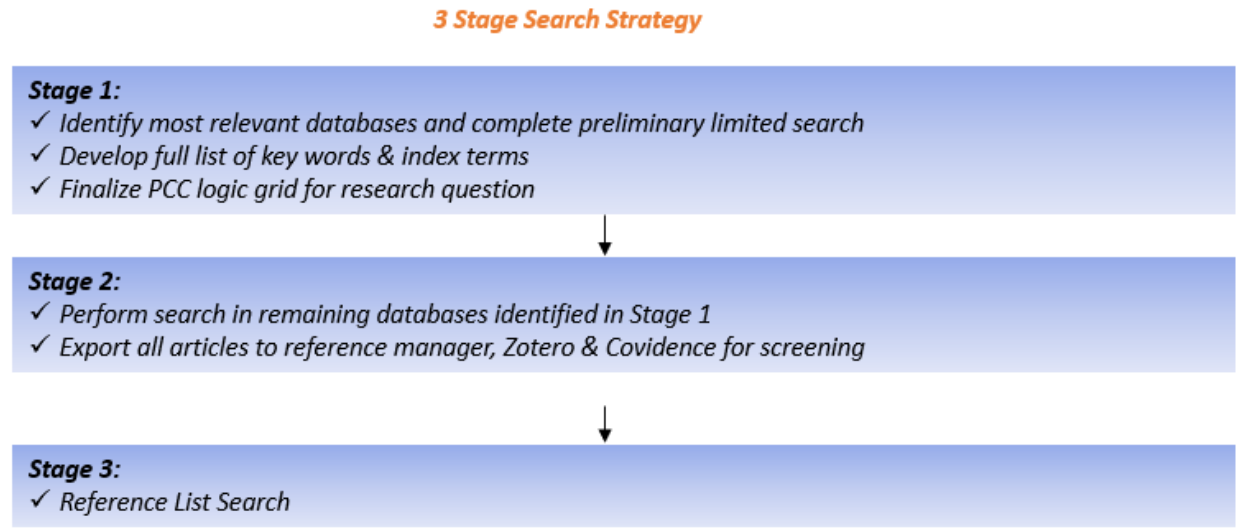 3 Stage Search Strategy
Stage 1:
✓ Identify most relevant databases and complete preliminary limited search
✓ Develop full list of key words & index terms
✓ Finalize PCC logic grid for research question
Stage 2:
✓ Perform search in remaining databases identified in Stage 1
✓ Export all articles to reference manager, Zotero & Covidence for screening
Stage 3:
✓ Reference List Search